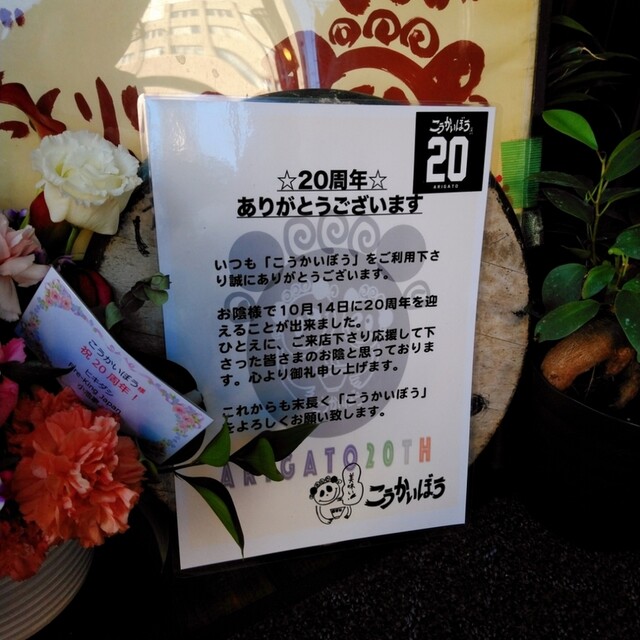 こうかいぼう
20
ARIGATO
☆20周年☆
ありがとうございます
いつも「こうかいぼう」をご利用下さ
り誠にありがとうございます。
お陰様で10月14日に20周年を迎
えることが出来ました。
ひとえに、ご来店下さり応援して下
さった皆さまのお陰と思っておりま
す。心より御礼申し上げます。
これからも末長く「こうかいぼう」
をよろしくお願い致します。
ARIGATO20TH
こうかいぼう
こうかいぼう様
祝20周年!